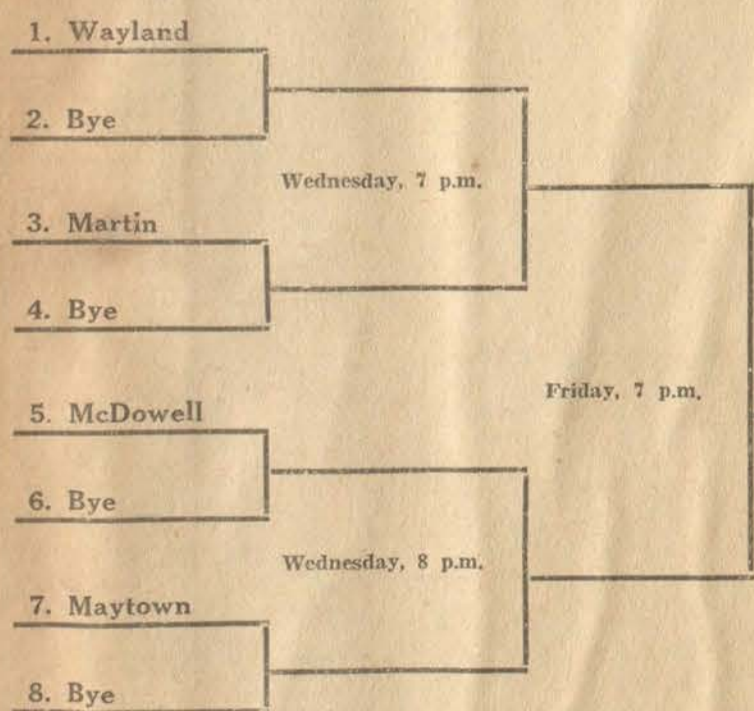 1. Wayland
2. Bye
Wednesday, 7 p.m.
3. Martin
4. Bye
Friday, 7 p.m.
5. McDowell
6. Bye
Wednesday, 8 p.m.
7. Maytown
8. Bye